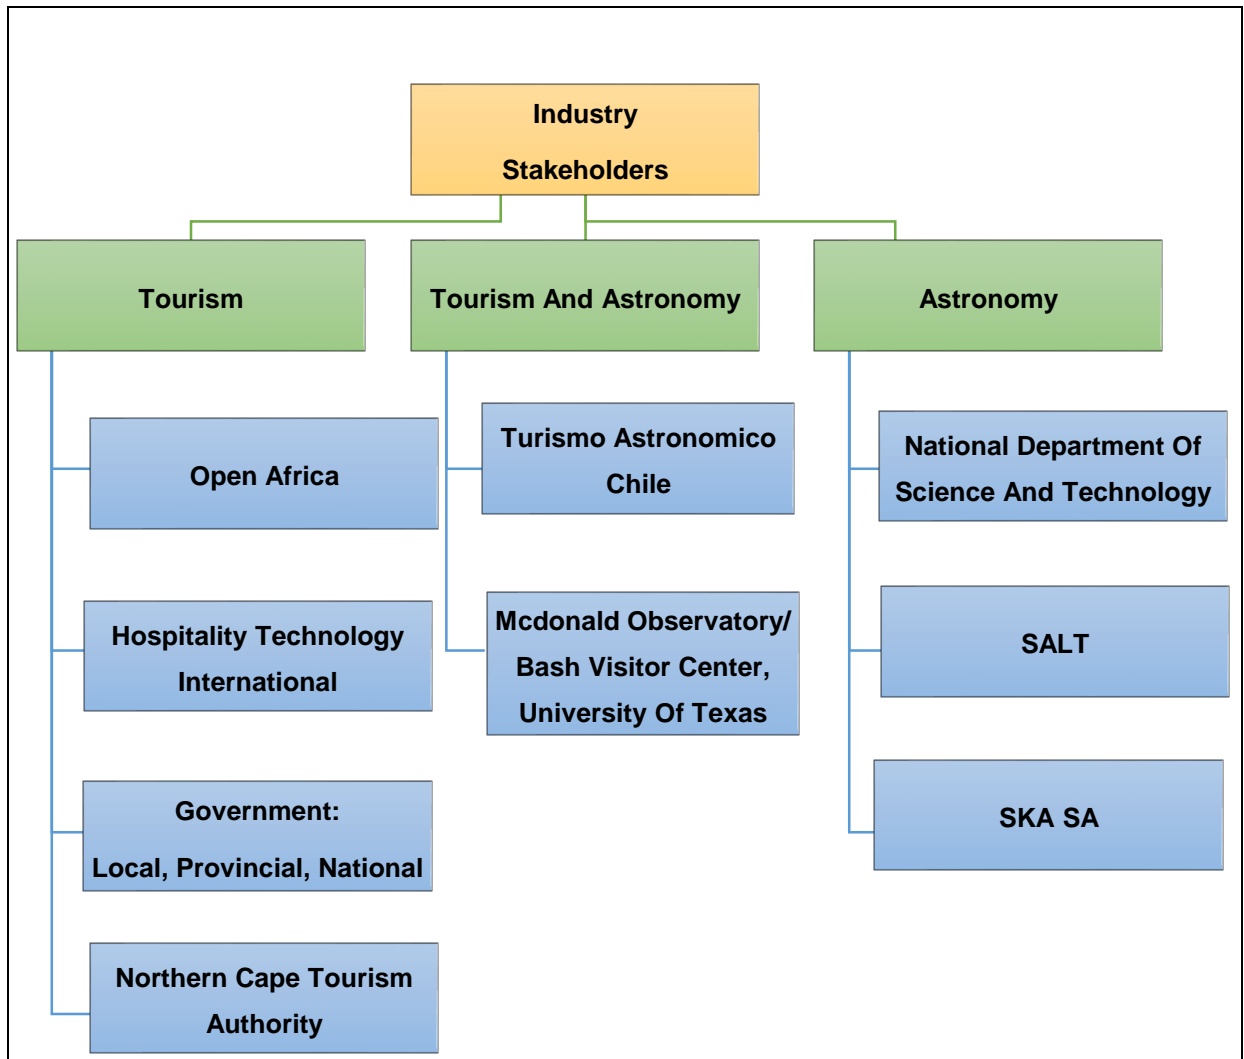 Industry
Stakeholders
Tourism
Tourism And Astronomy
Astronomy
Open Africa
Hospitality Technology
International
Government:
Local, Provincial, National
Northern Cape Tourism
Authority
Turismo Astronomico
Chile
Mcdonald Observatory/
Bash Visitor Center,
University Of Texas
National Department Of
Science And Technology
SALT
SKA SA